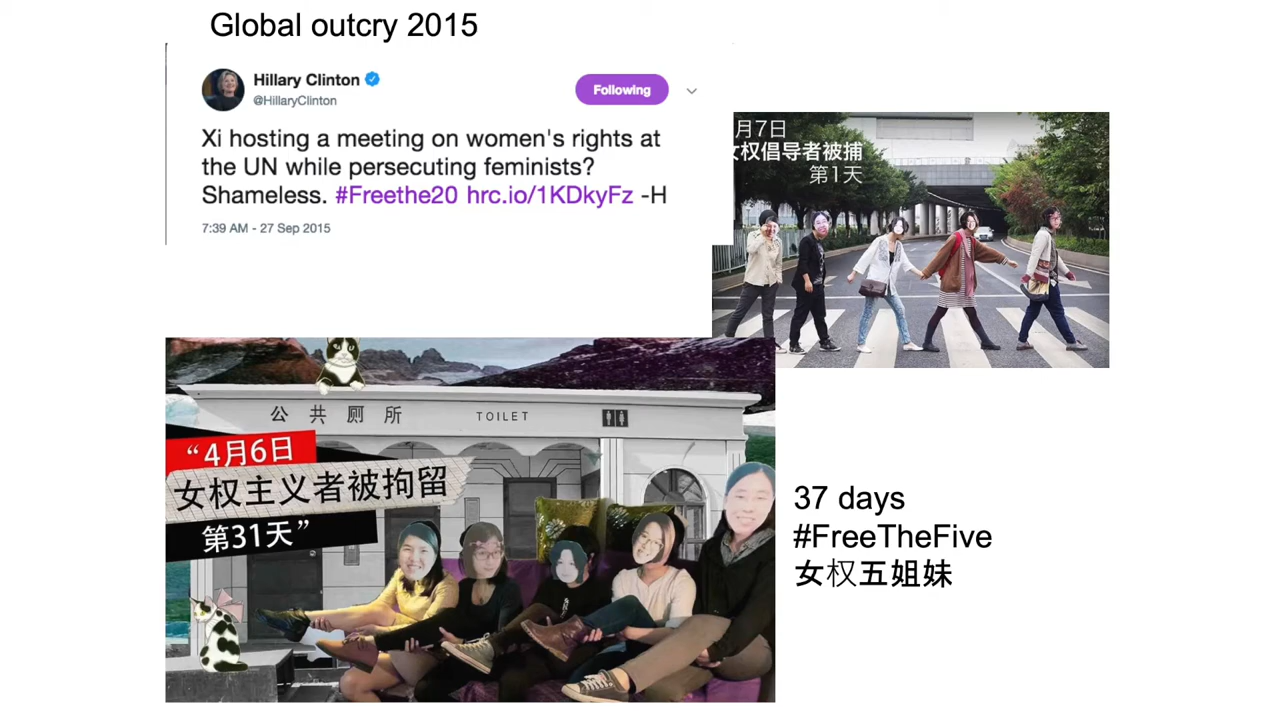 Global outcry 2015
Hillary Clinton
@HillaryClinton
Following
Xi hosting a meeting on women's rights at
the UN while persecuting feminists?
Shameless. #Freethe20 hrc.io/1KDkyFz -H
7:39 AM - 27 Sep 2015
月7日
女权倡导者被捕
第1天
公共厕所 TOILET
“4月6日
女权主义者被拘留
第31天”
37 days
#FreeTheFive
女权五姐妹